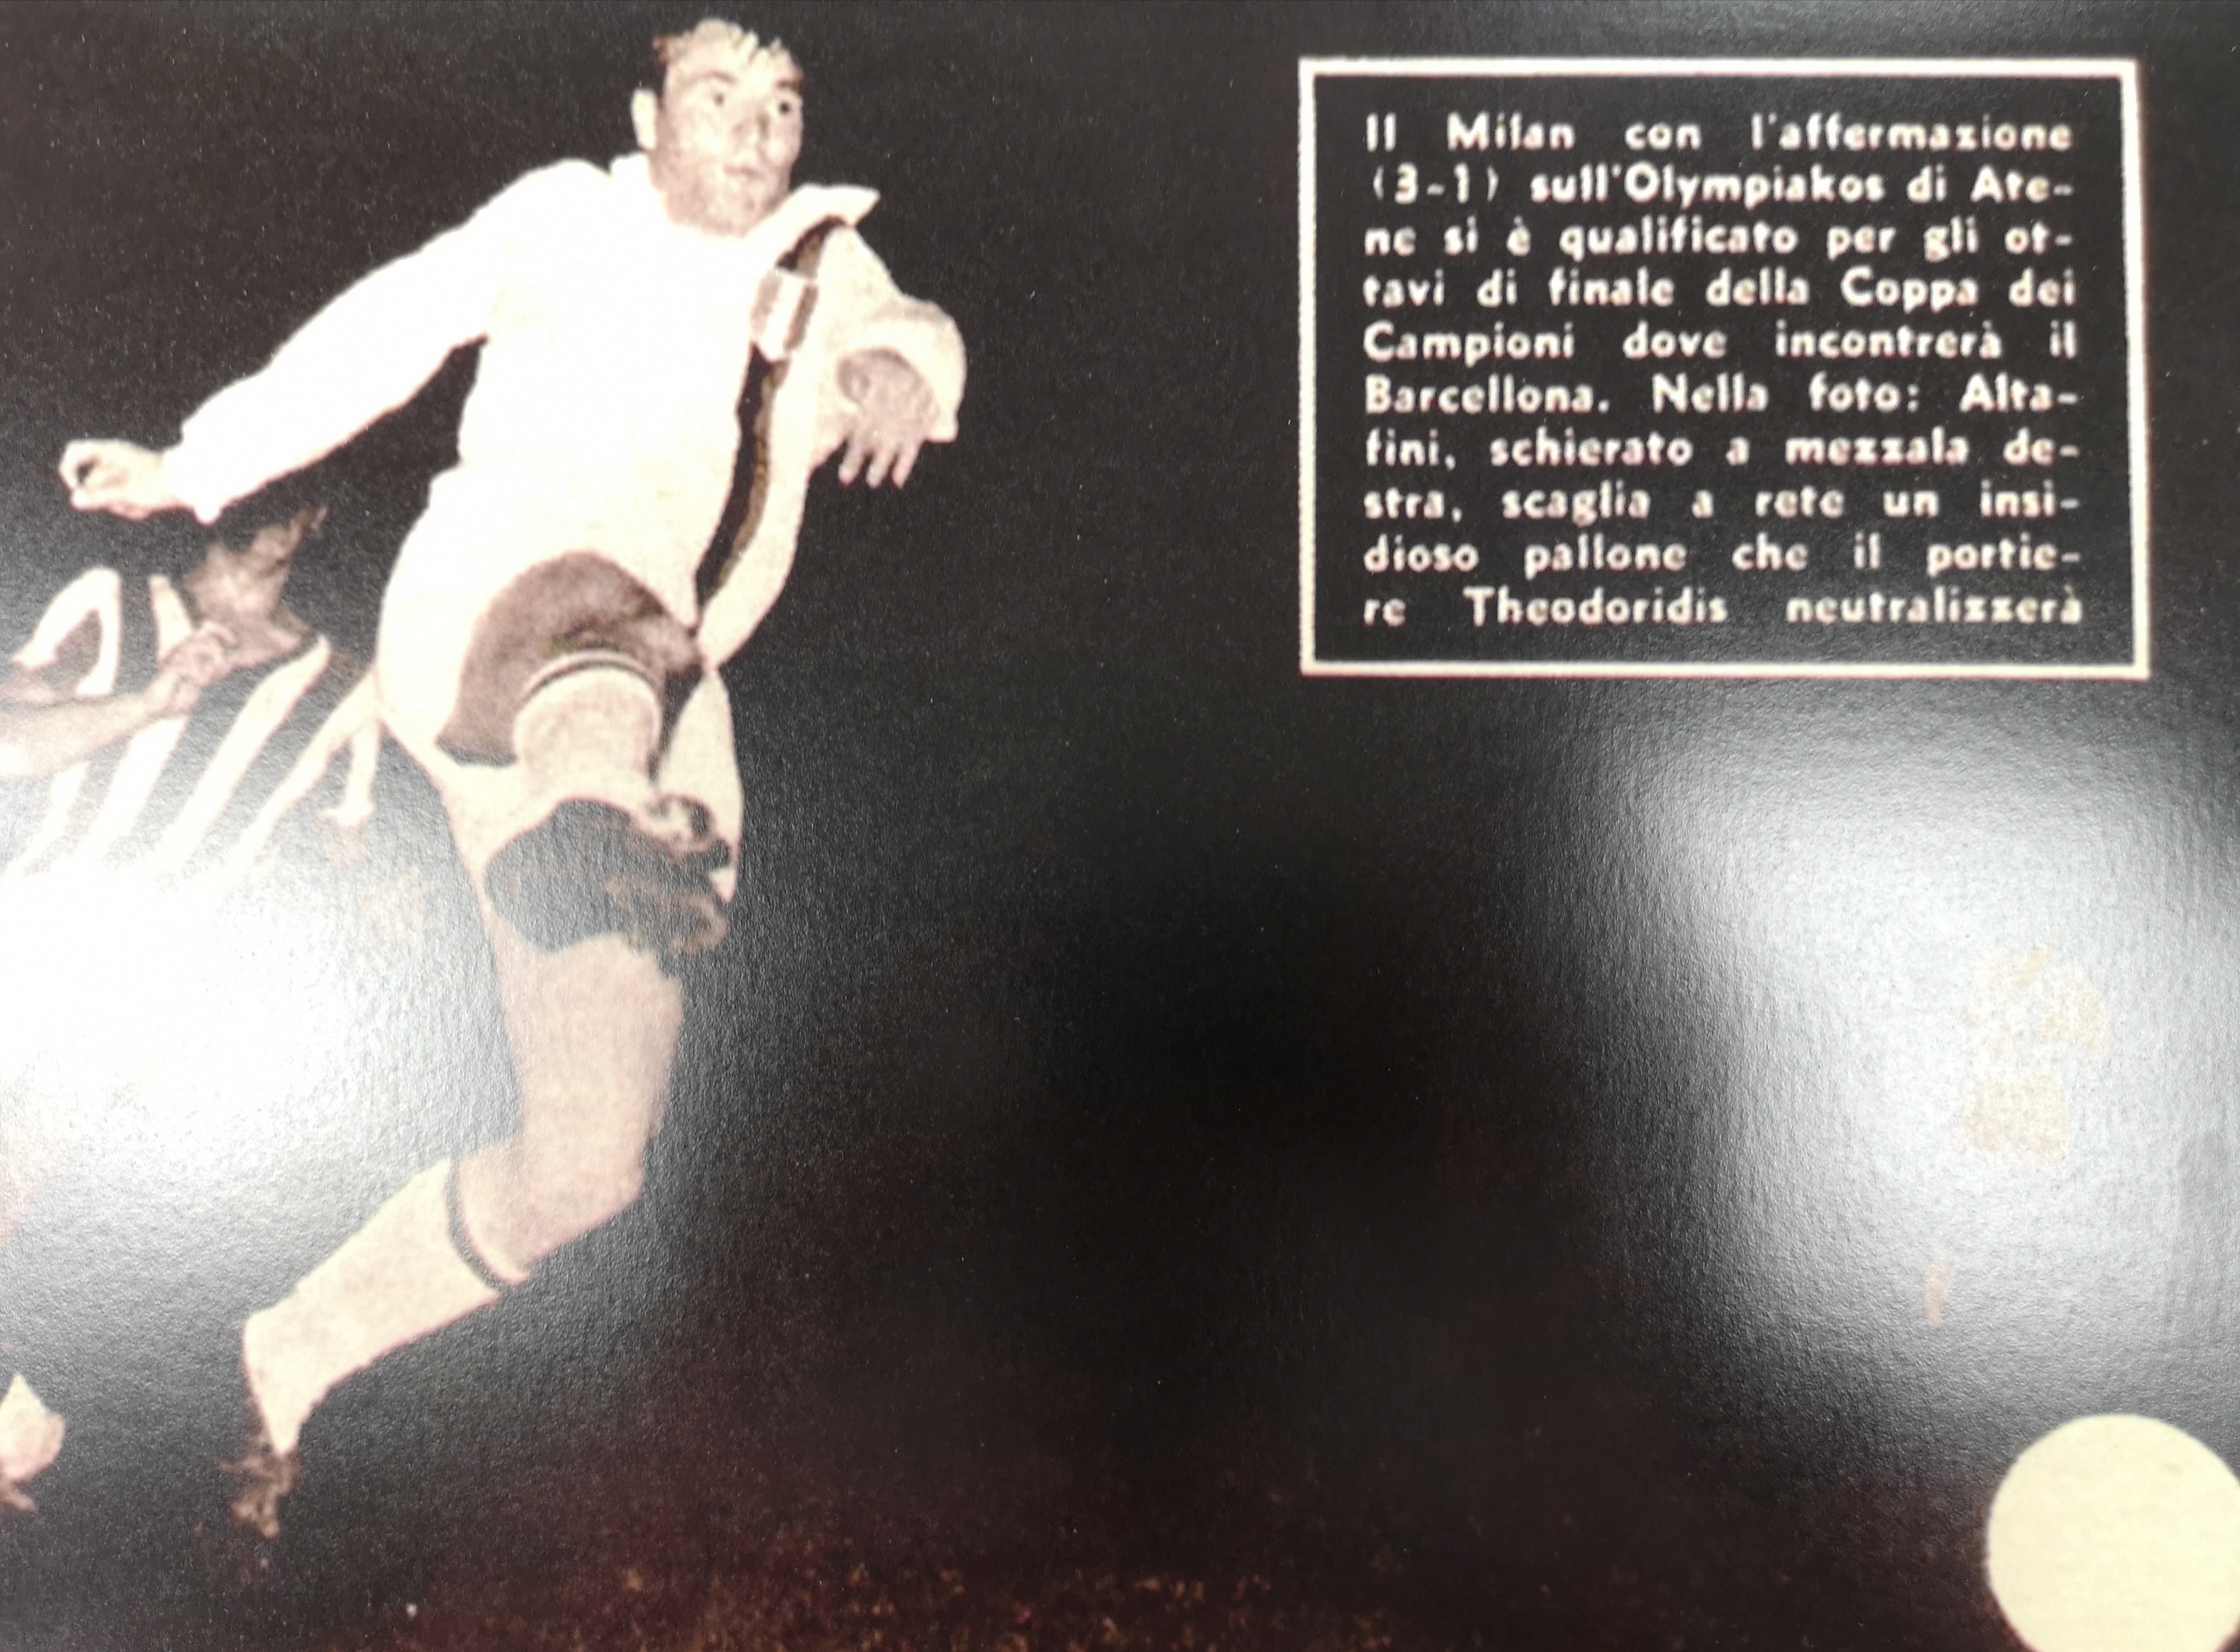 Il Milan con l'affermazione
(3-1) sull'Olympiakos di Ate-
ne si è qualificato per gli ot-
tavi di finale della Coppa dei
Campioni dove incontrerà il
Barcellona. Nella foto: Alta-
fini, schierato a mezzala de-
stra, scaglia a rete un insi-
dioso pallone che il portie-
re Theodoridis neutralizzerà